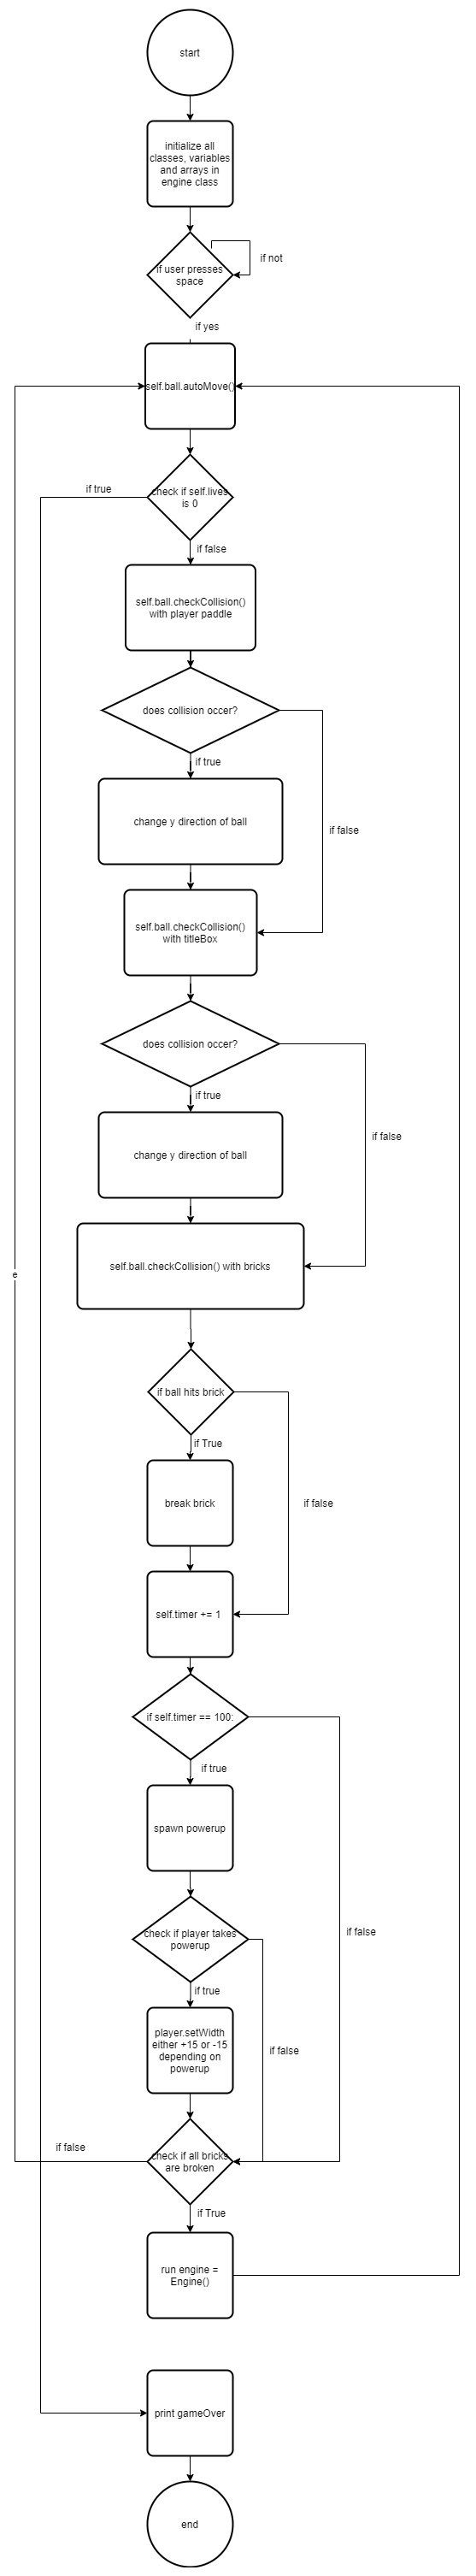 start
initialize all
classes, variables
and arrays in
engine class
if user presses
space
if not
if yes
self.ball.autoMove()
check if self.lives
is 0
if true
if false
self.ball.checkCollision()
with player paddle
does collision occer?
if true
change y direction of ball
if false
self.ball.checkCollision()
with titleBox
does collision occer?
if true
if false
change y direction of ball
self.ball.checkCollision() with bricks
e
if ball hits brick
if True
break brick
if false
self.timer += 1
if self.timer == 100:
if true
spawn powerup
check if player takes
powerup
if false
if true
player.setWidth
either +15 or -15
depending on
powerup
if false
if false
check if all bricks
are broken
if True
run engine =
Engine()
print gameOver
end